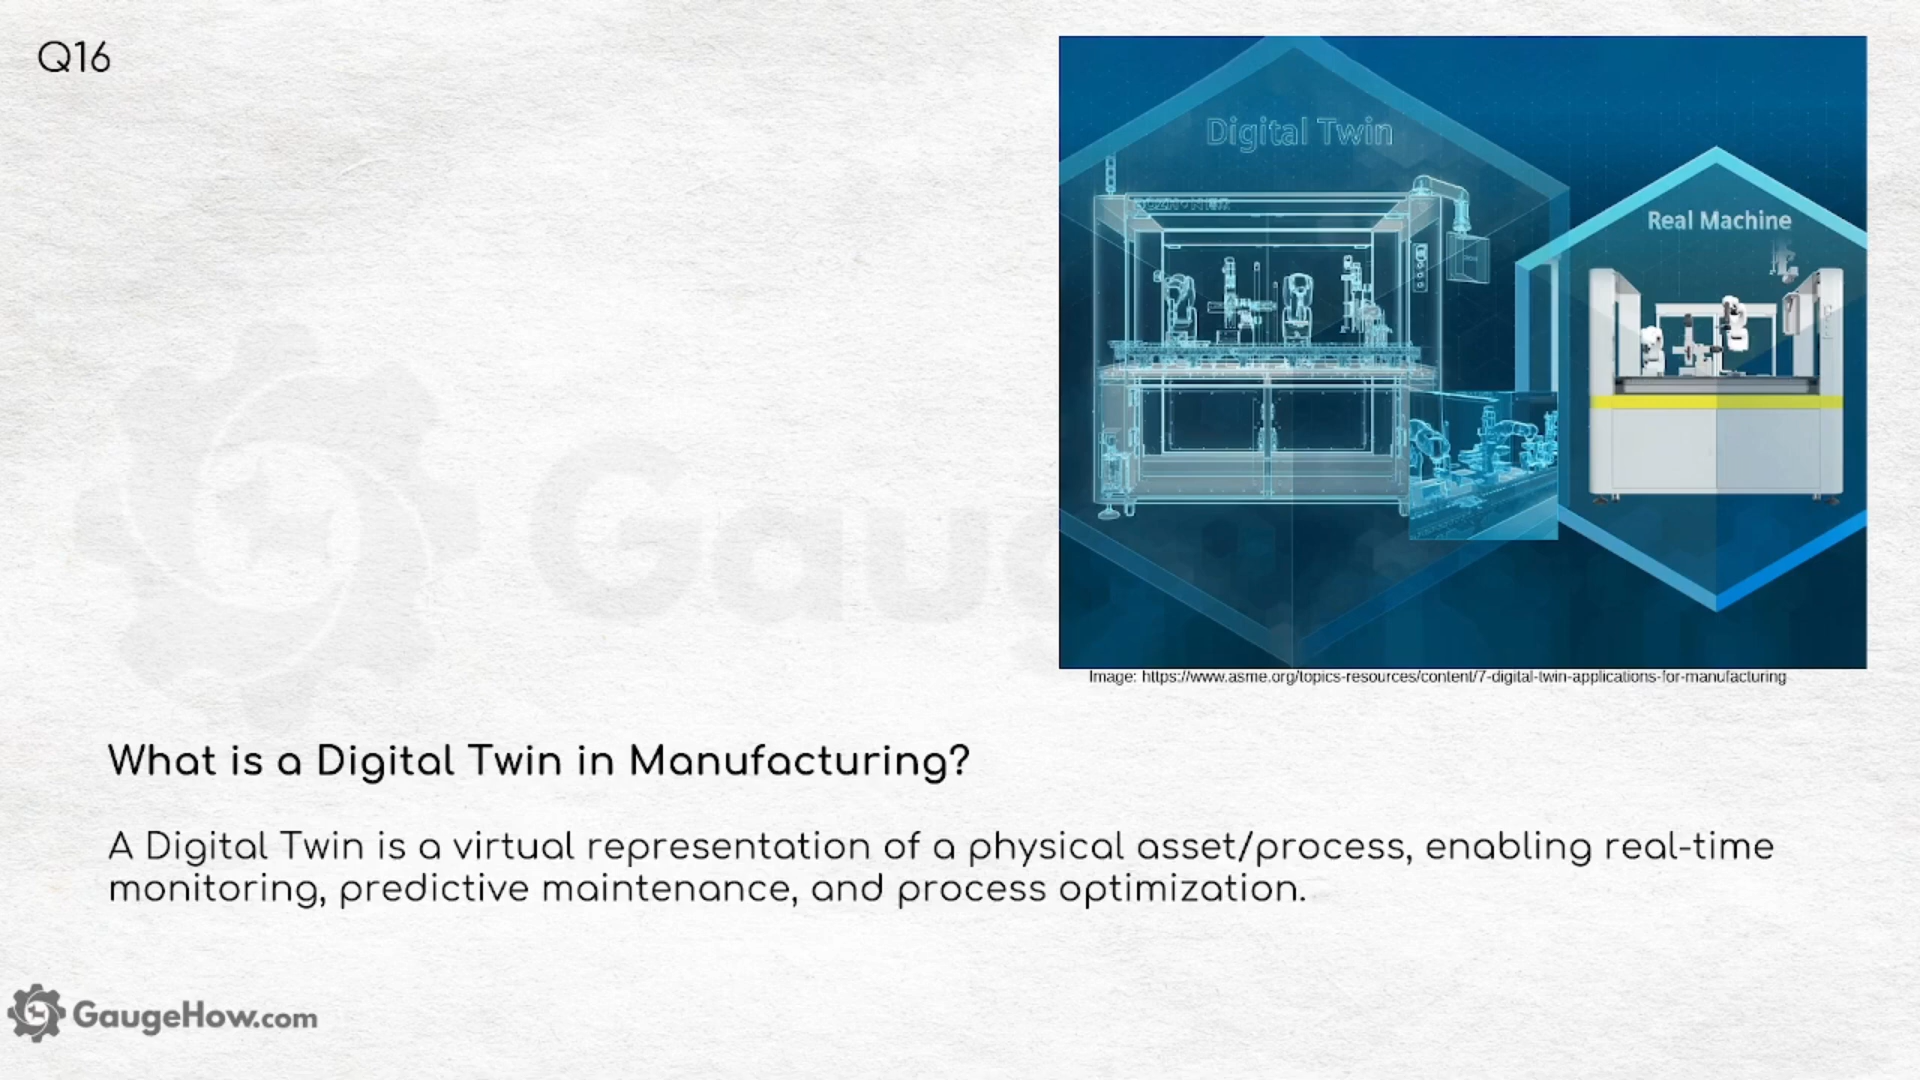 Q16
Digital Twin
Real Machine
Image: https://www.asme.org/topics-resources/content/7-digital-twin-applications-for-manufacturing
What is a Digital Twin in Manufacturing?
A Digital Twin is a virtual representation of a physical asset/process, enabling real-time
monitoring, predictive maintenance, and process optimization.
GaugeHow.com